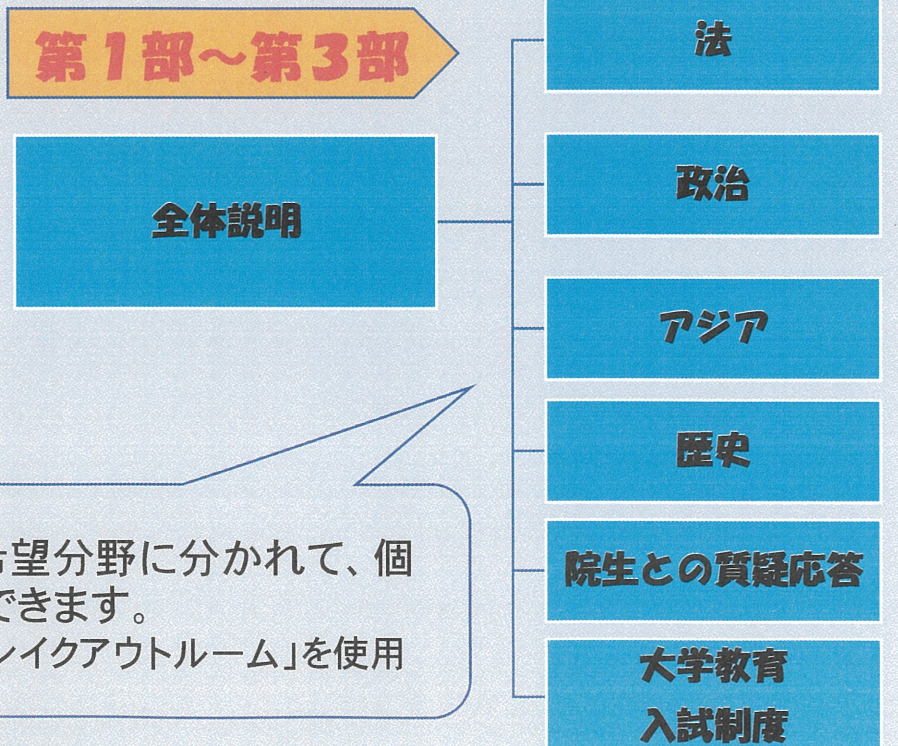 第1部～第3部
全体説明
法
政治
アジア
歴史
院生との質疑応答
大学教育
入試制度
望分野に分かれて、個
できます。
イクアウトルーム」を使用